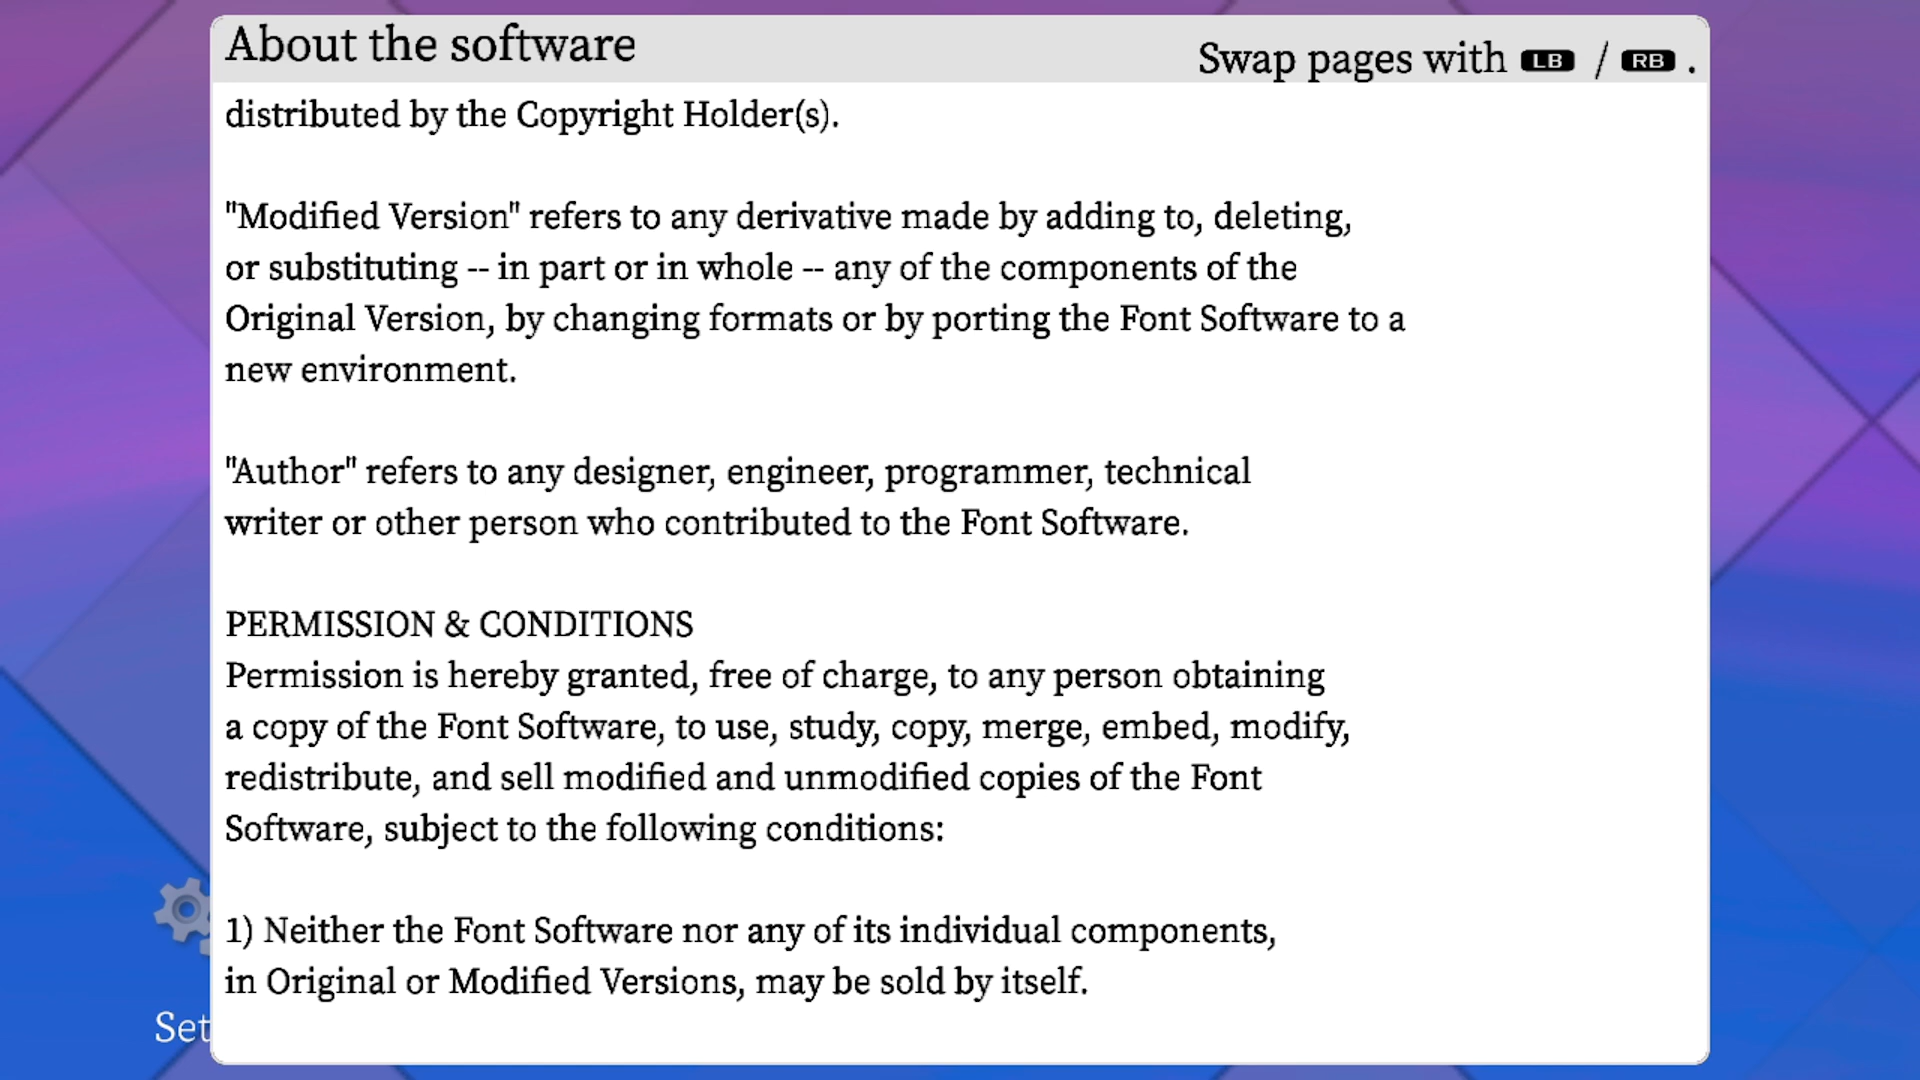 About the software
Swap pages with LB / RB .
distributed by the Copyright Holder(s).
"Modified Version" refers to any derivative made by adding to, deleting,
or substituting -- in part or in whole -- any of the components of the
Original Version, by changing formats or by porting the Font Software to a
new environment.
"Author" refers to any designer, engineer, programmer, technical
writer or other person who contributed to the Font Software.
PERMISSION & CONDITIONS
Permission is hereby granted, free of charge, to any person obtaining
a copy of the Font Software, to use, study, copy, merge, embed, modify,
redistribute, and sell modified and unmodified copies of the Font
Software, subject to the following conditions:
1) Neither the Font Software nor any of its individual components,
in Original or Modified Versions, may be sold by itself.
Set